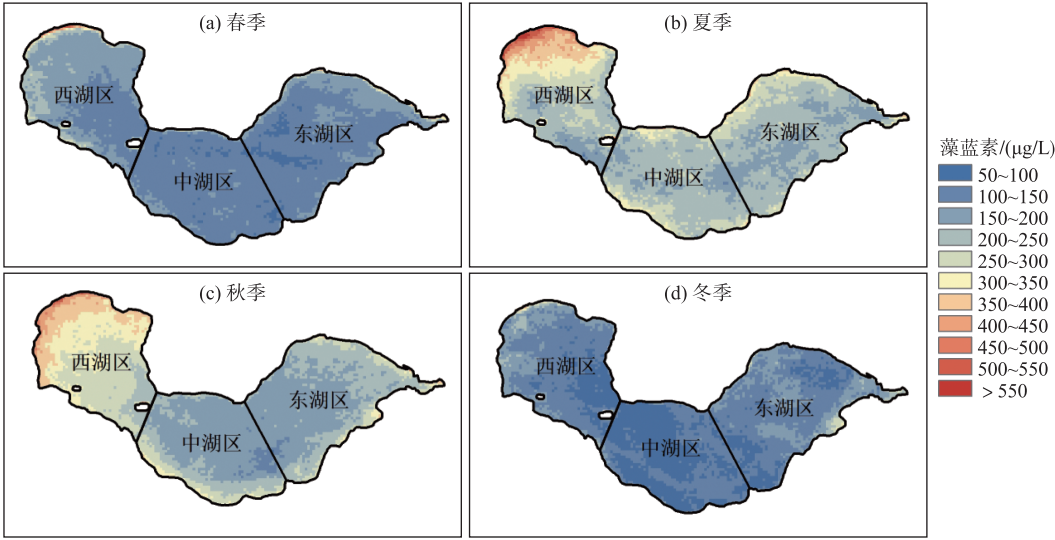 (a) 春季
西湖区
中湖区
东湖区
(b) 夏季
西湖区
中湖区
东湖区
(c) 秋季
西湖区
中湖区
东湖区
(d) 冬季
西湖区
中湖区
东湖区
藻蓝素/(μg/L)
50~100
100~150
150~200
200~250
250~300
300~350
350~400
400~450
450~500
500~550
＞550